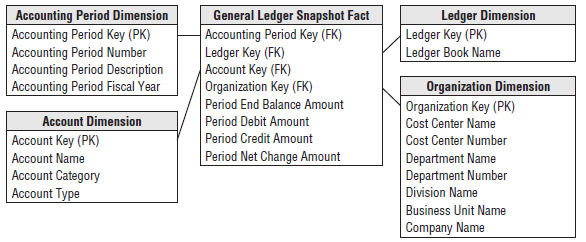 Accounting Period Dimension
Accounting Period Key (PK)
Accounting Period Number
Accounting Period Description
Accounting Period Fiscal Year
Account Dimension
Account Key (PK)
Account Name
Account Category
Account Type
General Ledger Snapshot Fact
Accounting Period Key (FK)
Ledger Key (FK)
Account Key (FK)
Organization Key (FK)
Period End Balance Amount
Period Debit Amount
Period Credit Amount
Period Net Change Amount
Ledger Dimension
Ledger Key (PK)
Ledger Book Name
Organization Dimension
Organization Key (PK)
Cost Center Name
Cost Center Number
Department Name
Department Number
Division Name
Business Unit Name
Company Name